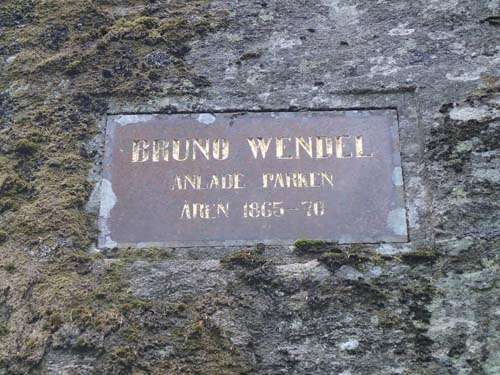 BRUNO WENDEL
ANLADE PARKEN
ÅREN 1865-70